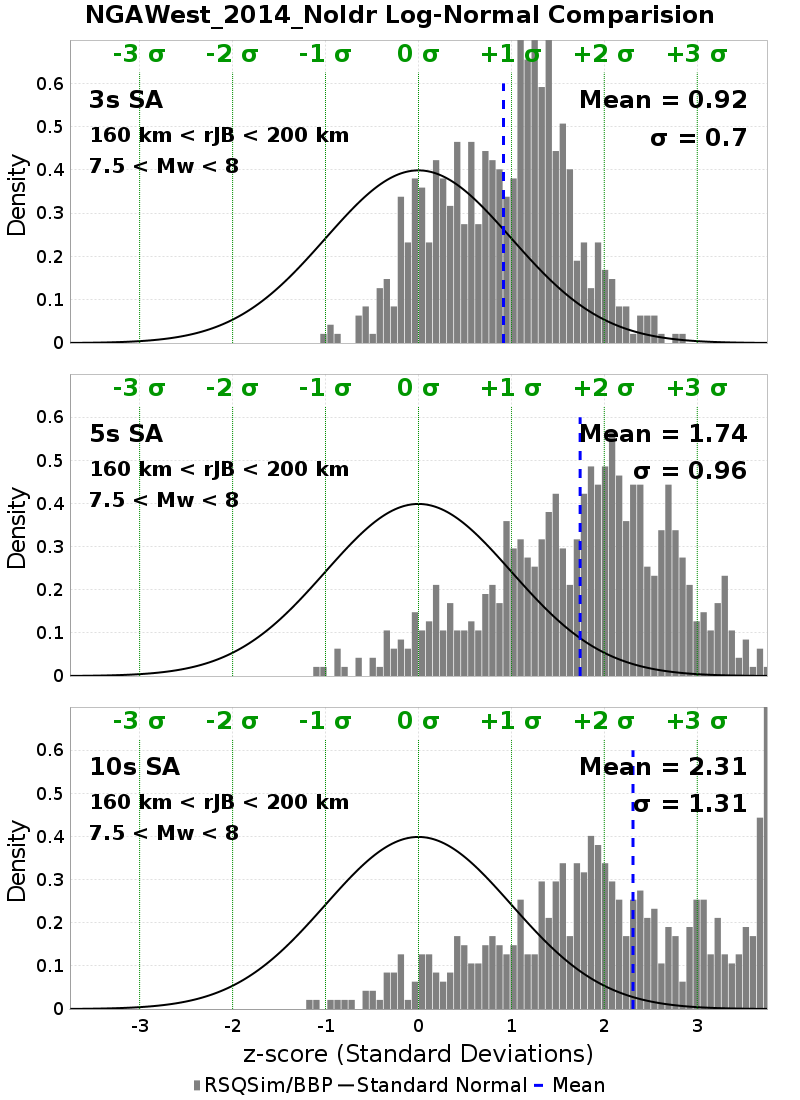 NGAWest_2014_NoIdr Log-Normal Comparision
-3 σ -2 σ -1 σ 0 σ +1 σ +2 σ +3 σ
3s SA
160 km < rJB < 200 km
7.5 < Mw < 8
Mean = 0.92
σ = 0.7
Density
0.6
0.5
0.4
0.3
0.2
0.1
0
-3 σ -2 σ -1 σ 0 σ +1 σ +2 σ +3 σ
5s SA
160 km < rJB < 200 km
7.5 < Mw < 8
Mean = 1.74
σ = 0.96
Density
0.6
0.5
0.4
0.3
0.2
0.1
0
-3 σ -2 σ -1 σ 0 σ +1 σ +2 σ +3 σ
10s SA
160 km < rJB < 200 km
7.5 < Mw < 8
Mean = 2.31
σ = 1.31
Density
0.6
0.5
0.4
0.3
0.2
0.1
0
-3 -2 -1 0 1 2 3
z-score (Standard Deviations)
RSQSim/BBP Standard Normal Mean